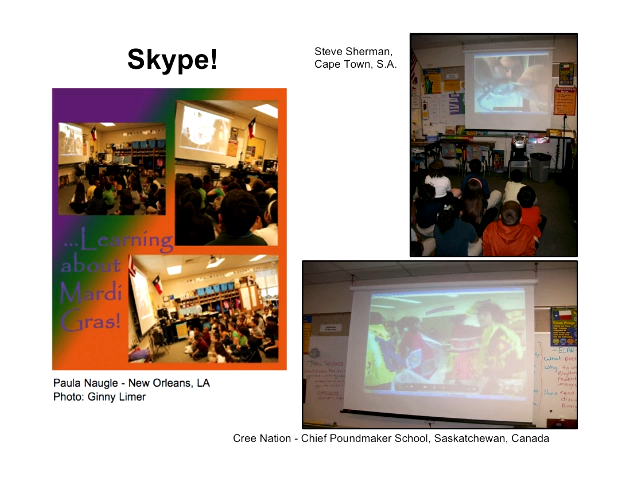 Skype!
Steve Sherman,
Cape Town, S.A.
...Learning
about
Mardi
Gras!
Paula Naugle - New Orleans, LA
Photo: Ginny Limer
Cree Nation - Chief Poundmaker School, Saskatchewan, Canada